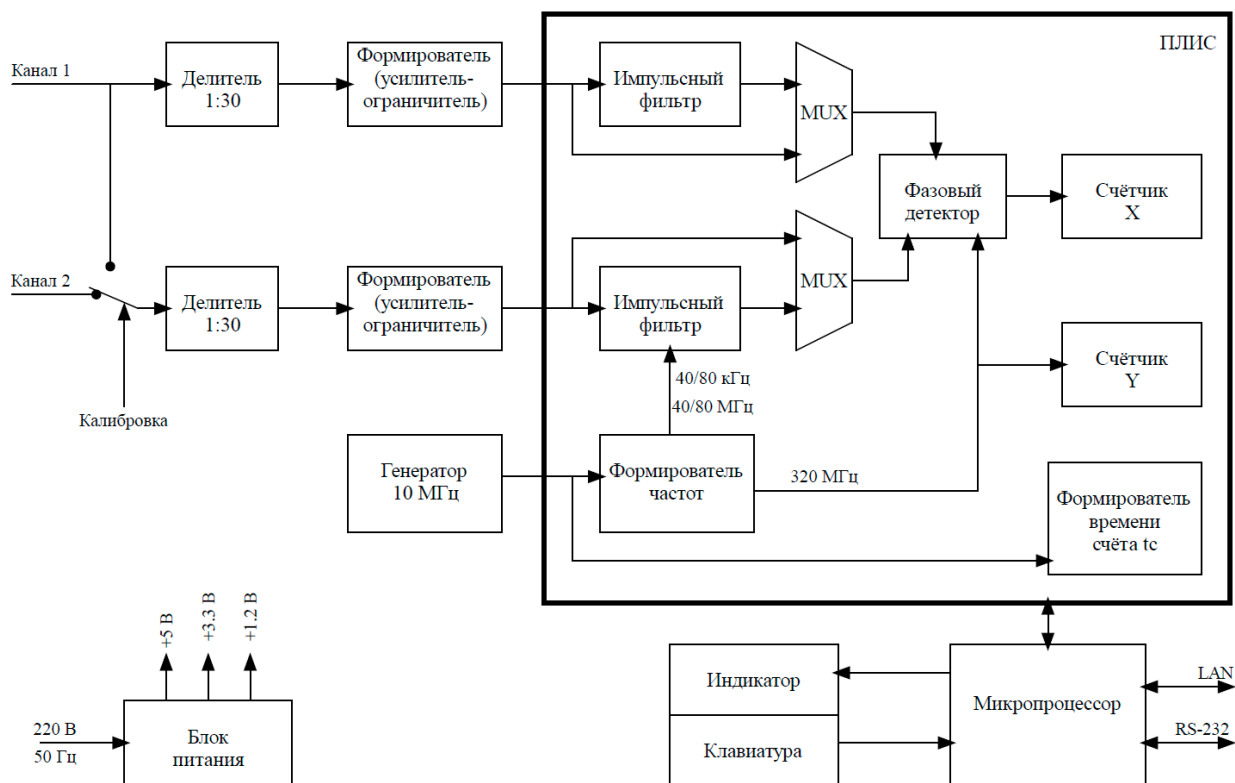 ПЛИС
Канал 1
Делитель
1:30
Формирователь
(усилитель-
ограничитель)
Импульсный
фильтр
MUX
Фазовый
детектор
Счётчик
X
Канал 2
Делитель
1:30
Формирователь
(усилитель-
ограничитель)
Импульсный
фильтр
MUX
Счётчик
Y
Калибровка
40/80 кГц
40/80 МГц
Генератор
10 МГц
Формирователь
частот
320 МГц
Формирователь
времени
счёта tc
+5 В
+3.3 В
+1.2 В
220 В
50 Гц
Блок
питания
Индикатор
Клавиатура
Микропроцессор
LAN
RS-232